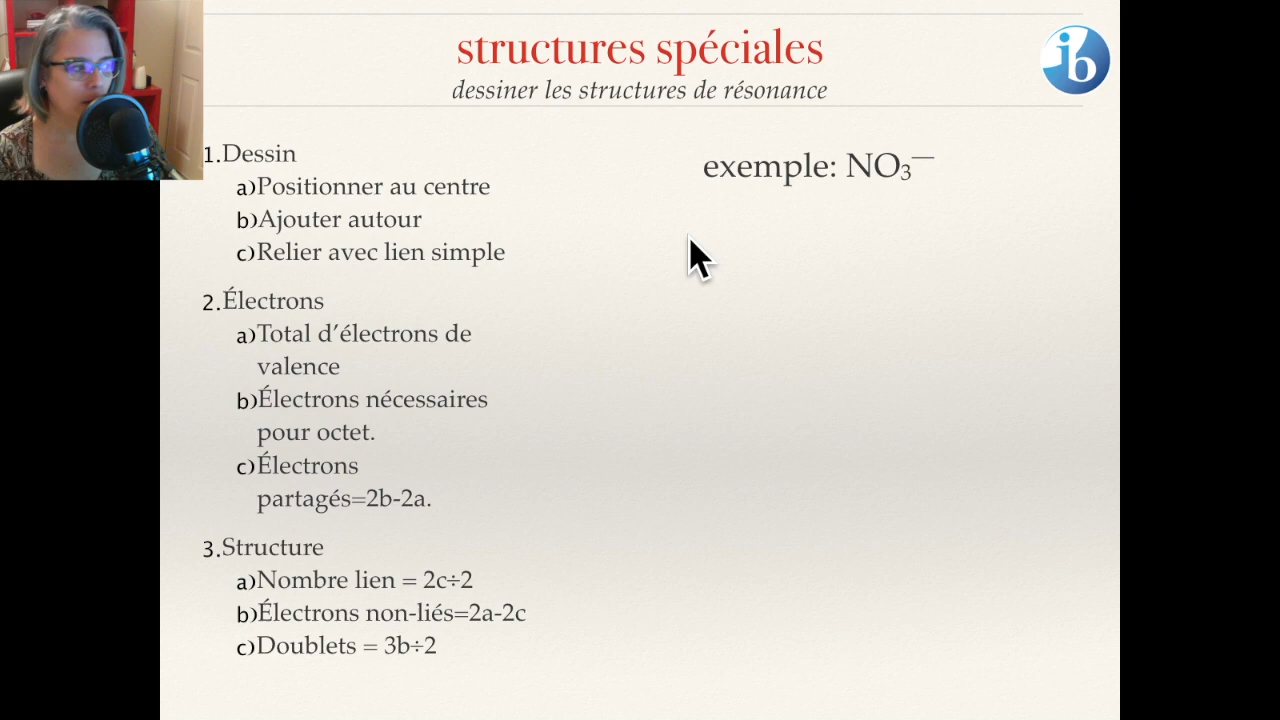 structures spéciales
dessiner les structures de résonance
ib
1.Dessin
a)Positionner au centre
b)Ajouter autour
c)Relier avec lien simple
2.Électrons
a)Total d’électrons de
valence
b)Électrons nécessaires
pour octet.
c)Électrons
partagés=2b-2a.
3.Structure
a)Nombre lien = 2c÷2
b)Électrons non-liés=2a-2c
c)Doublets = 3b÷2
exemple: NO₃⁻